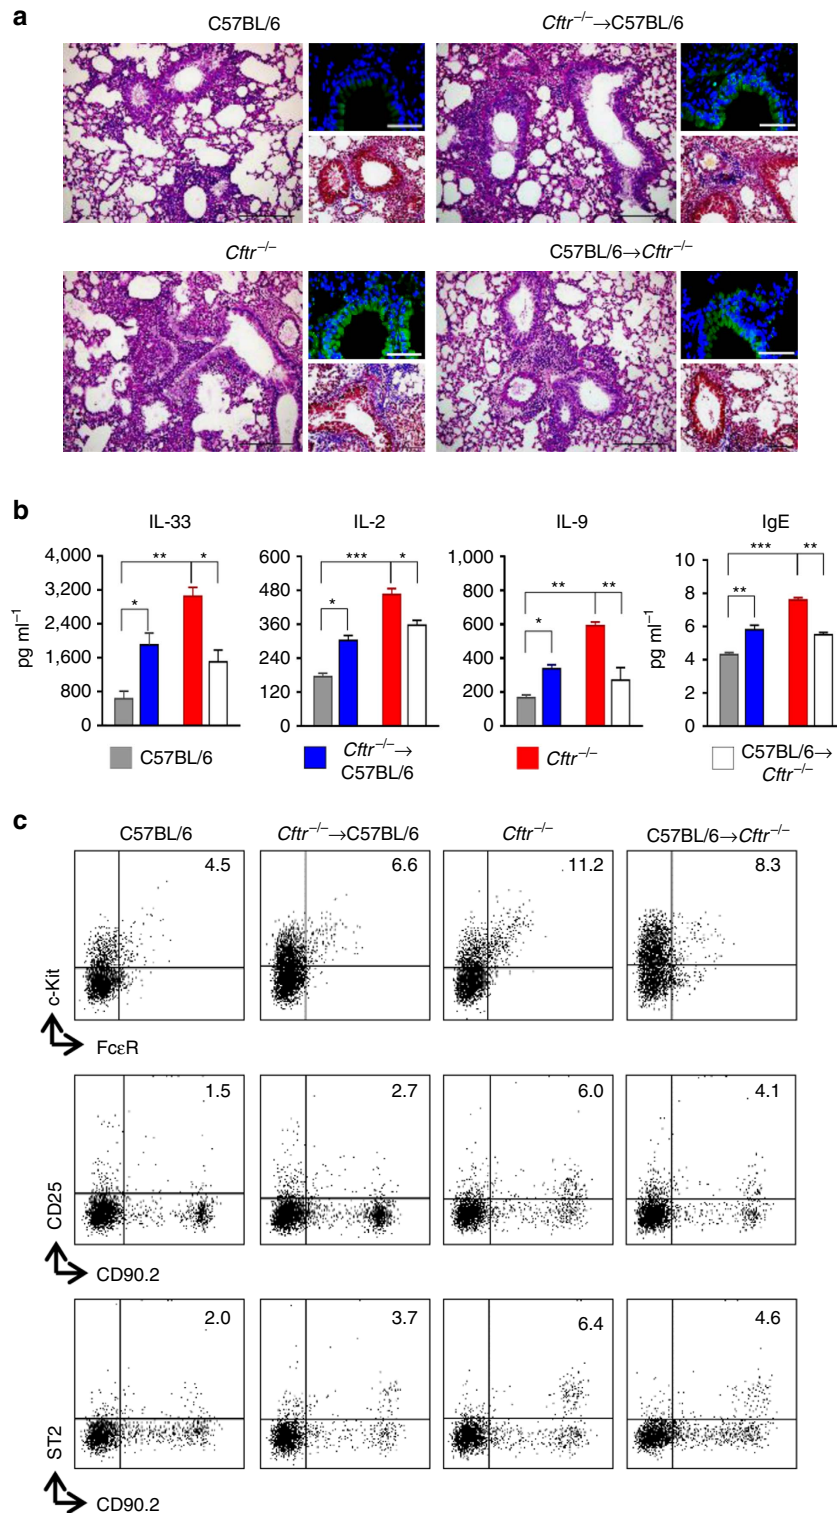 a
C57BL/6
Cftr−/−→C57BL/6
Cftr−/−
C57BL/6→Cftr−/−
b
IL-33
IL-2
IL-9
IgE
pg ml−1
4,000
3,200
2,400
1,600
800
0
**
*
*
600
480
360
240
120
0
***
*
*
1,000
800
600
400
200
0
**
**
*
pg ml−1
10
8
6
4
2
0
***
**
**
C57BL/6
Cftr−/−→
C57BL/6
Cftr−/−
C57BL/6→
Cftr−/−
c
C57BL/6
Cftr−/−→C57BL/6
Cftr−/−
C57BL/6→Cftr−/−
4.5
6.6
11.2
8.3
c-Kit
FcεR
1.5
2.7
6.0
4.1
CD25
CD90.2
2.0
3.7
6.4
4.6
ST2
CD90.2